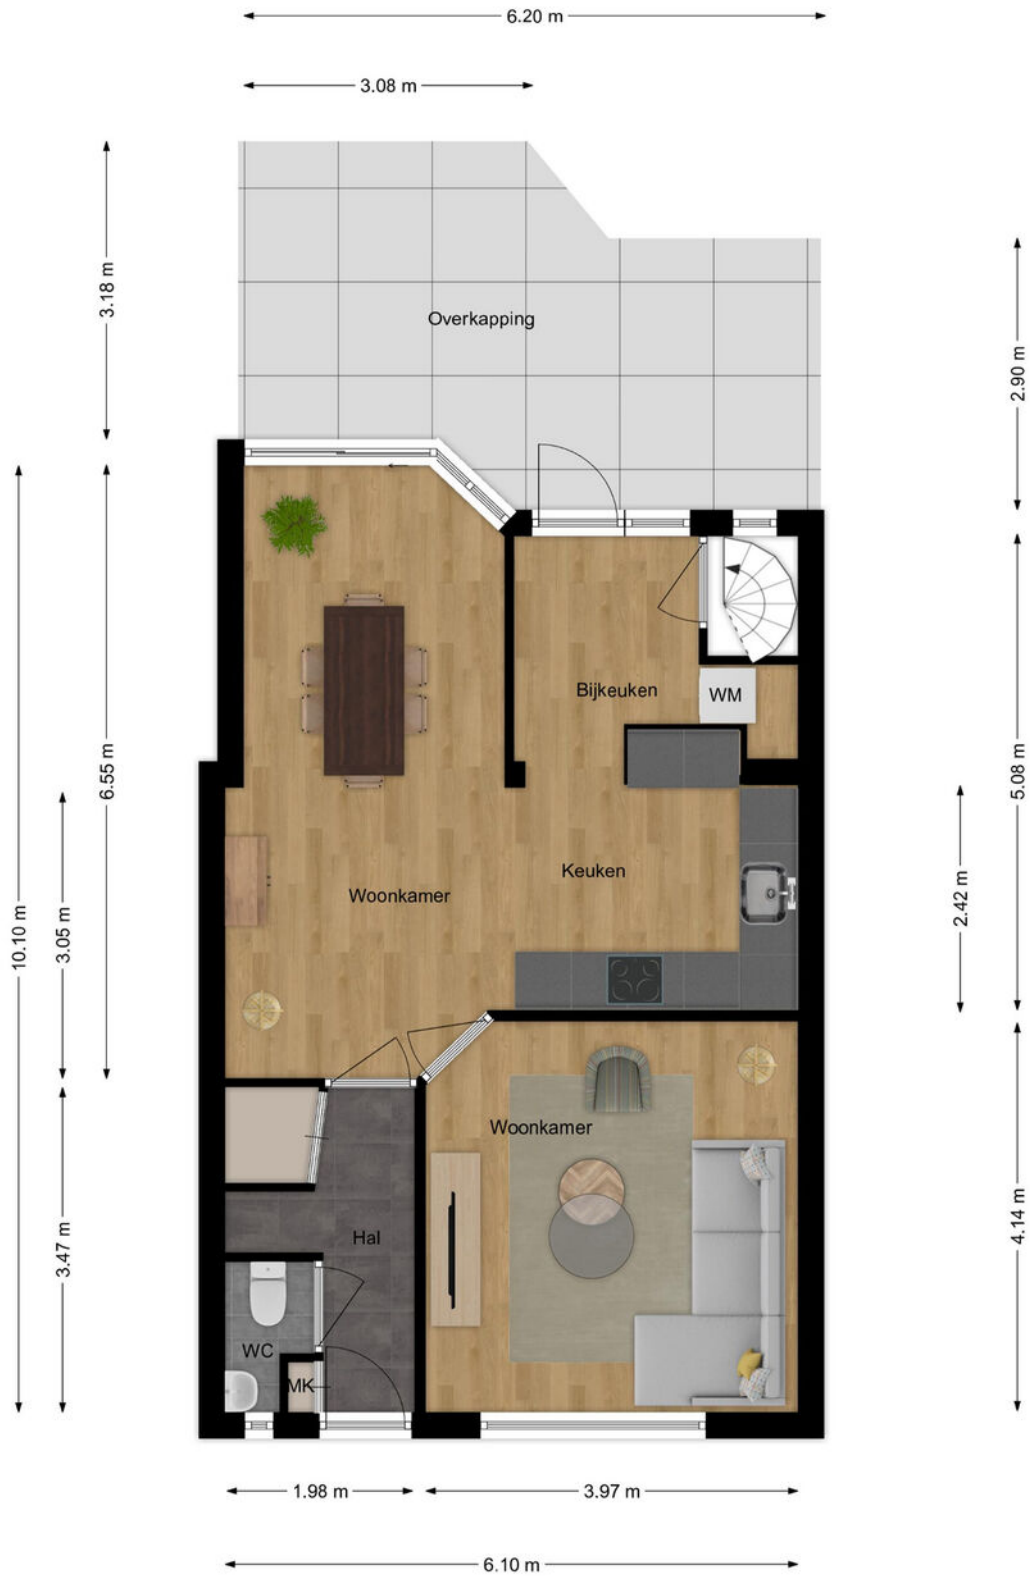 6.20 m
3.08 m
3.18 m
2.90 m
Overkapping
Bijkeuken
WM
6.55 m
5.08 m
Keuken
Woonkamer
10.10 m
3.05 m
2.42 m
Woonkamer
3.47 m
Hal
4.14 m
WC
MK
1.98 m
3.97 m
6.10 m